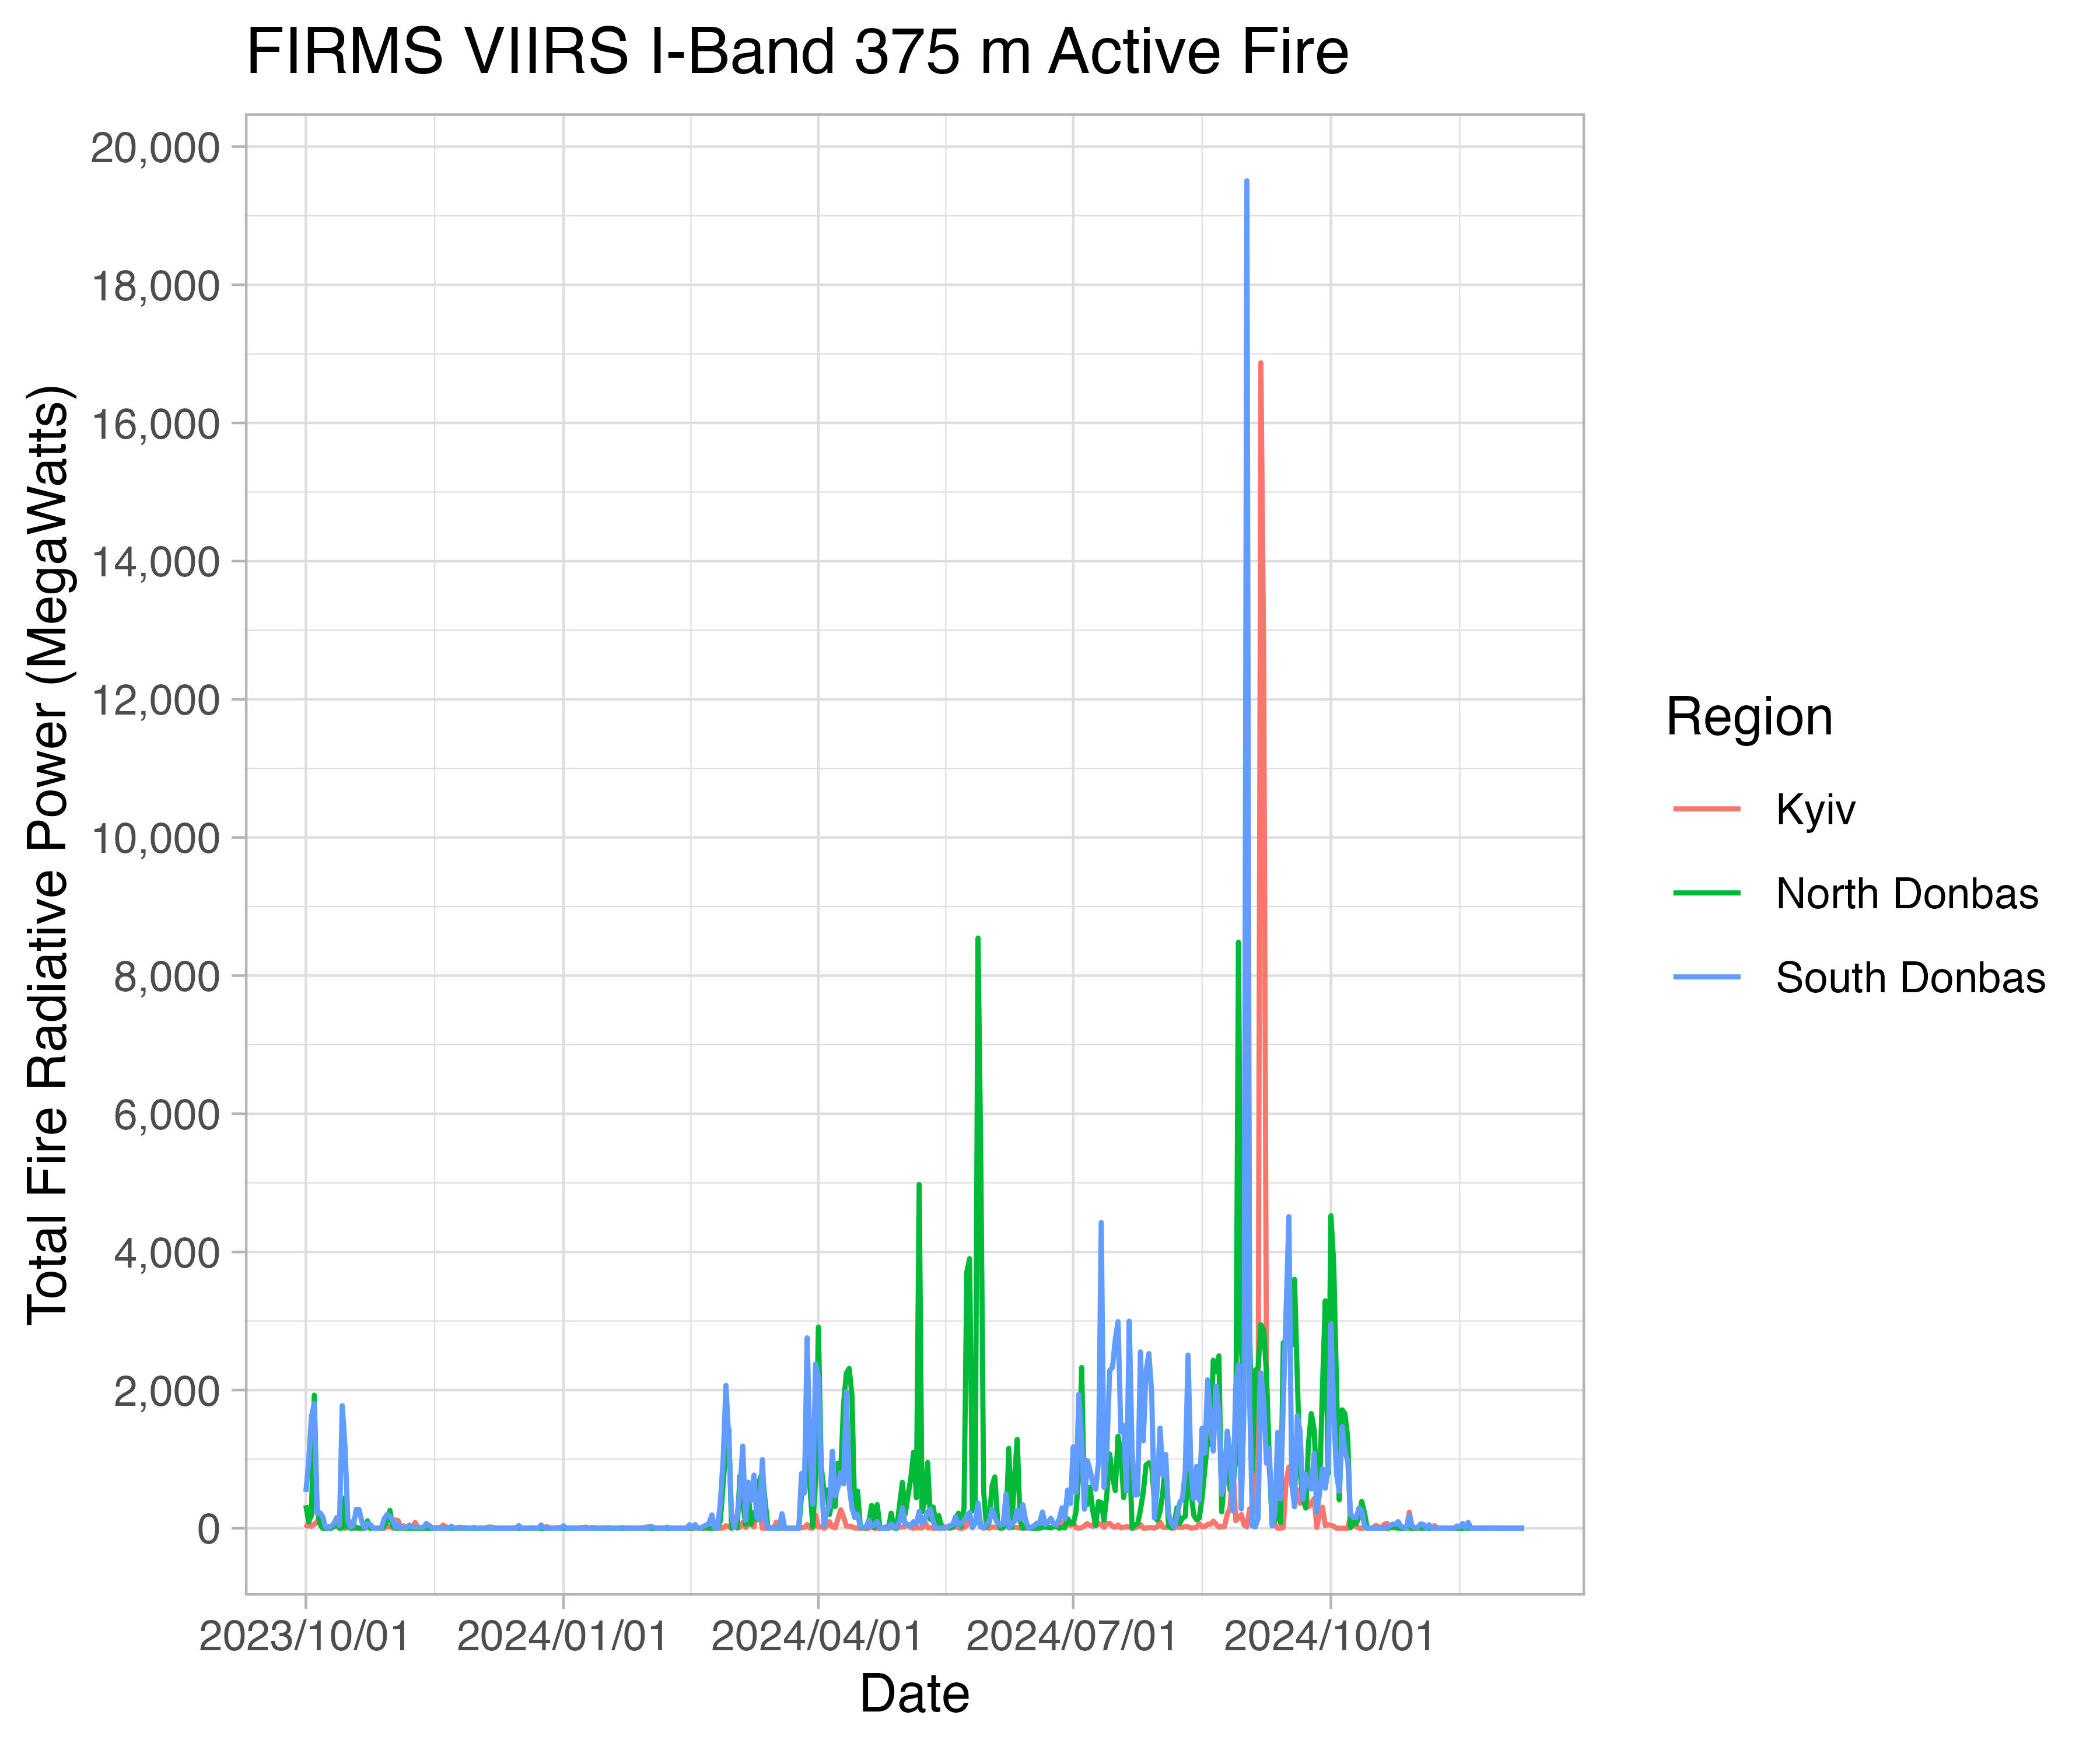 FIRMS VIIRS I-Band 375 m Active Fire
Total Fire Radiative Power (MegaWatts)
20,000
18,000
16,000
14,000
12,000
10,000
8,000
6,000
4,000
2,000
0
2023/10/01 2024/01/01 2024/04/01 2024/07/01 2024/10/01
Date
Region
Kyiv
North Donbas
South Donbas